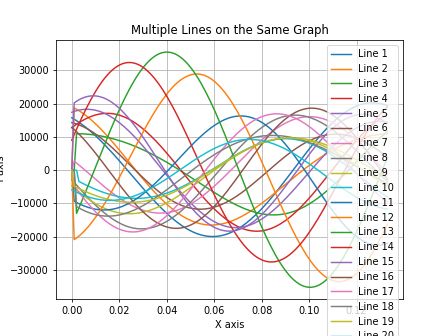 Multiple Lines on the Same Graph
30000
20000
10000
0
−10000
−20000
−30000
0.00
0.02
0.04
0.06
0.08
0.10
X axis
Line 1
Line 2
Line 3
Line 4
Line 6
Line 7
Line 8
Line 9
Line 10
Line 11
Line 12
Line 13
Line 14
Line 15
Line 16
Line 17
Line 18
Line 19
Line 20